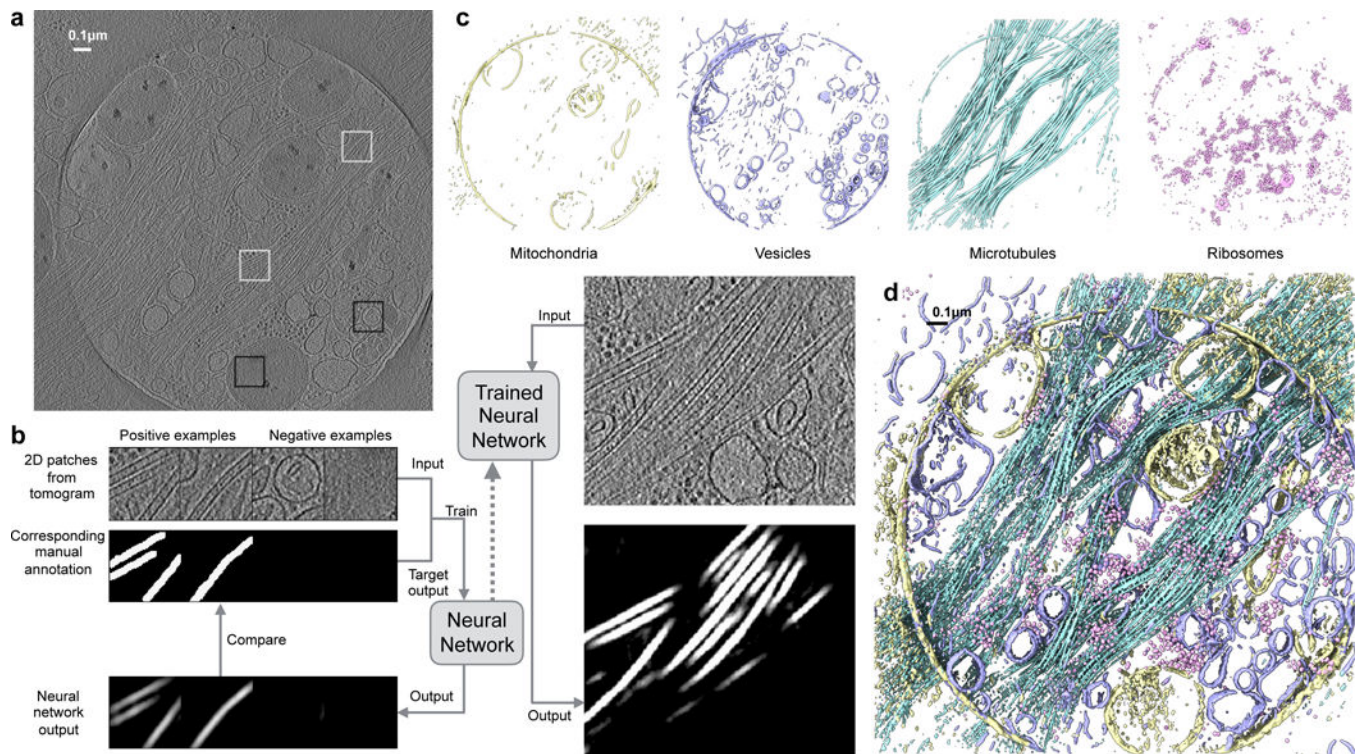 a
0.1µm
c
Mitochondria
Vesicles
Microtubules
Ribosomes
b
Positive examples
Negative examples
2D patches
from
tomogram
Input
Train
Corresponding
manual
annotation
Target
output
Compare
Neural
Network
Neural
network
output
Output
Input
Trained
Neural
Network
Output
d
0.1µm